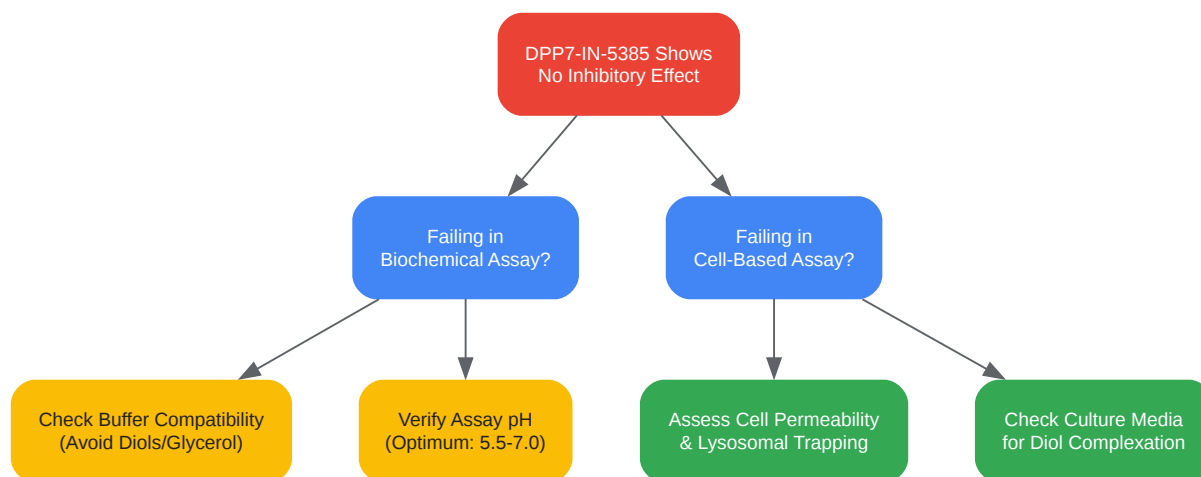 DPP7-IN-5385 Shows
No Inhibitory Effect
Failing in
Biochemical Assay?
Failing in
Cell-Based Assay?
Check Buffer Compatibility
(Avoid Diols/Glycerol)
Verify Assay pH
(Optimum: 5.5-7.0)
Assess Cell Permeability
& Lysosomal Trapping
Check Culture Media
for Diol Complexation